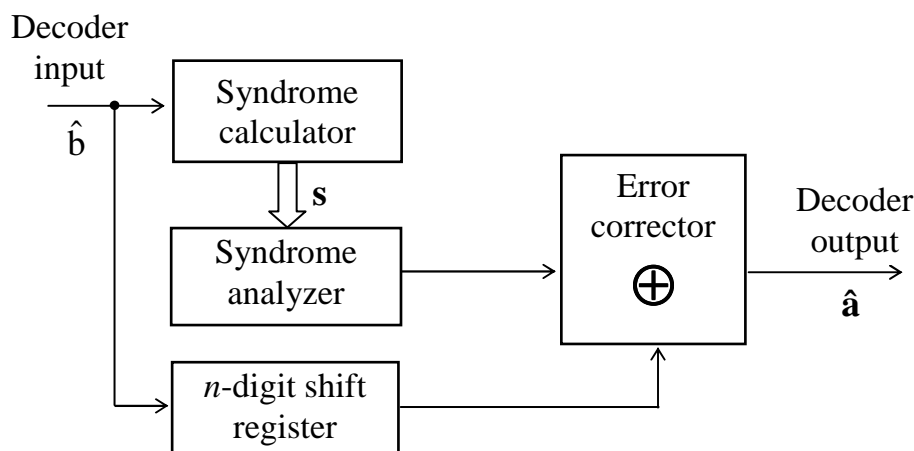 Decoder
input
b̂
Syndrome
calculator
s
Syndrome
analyzer
n-digit shift
register
Error
corrector
⊕
Decoder
output
â